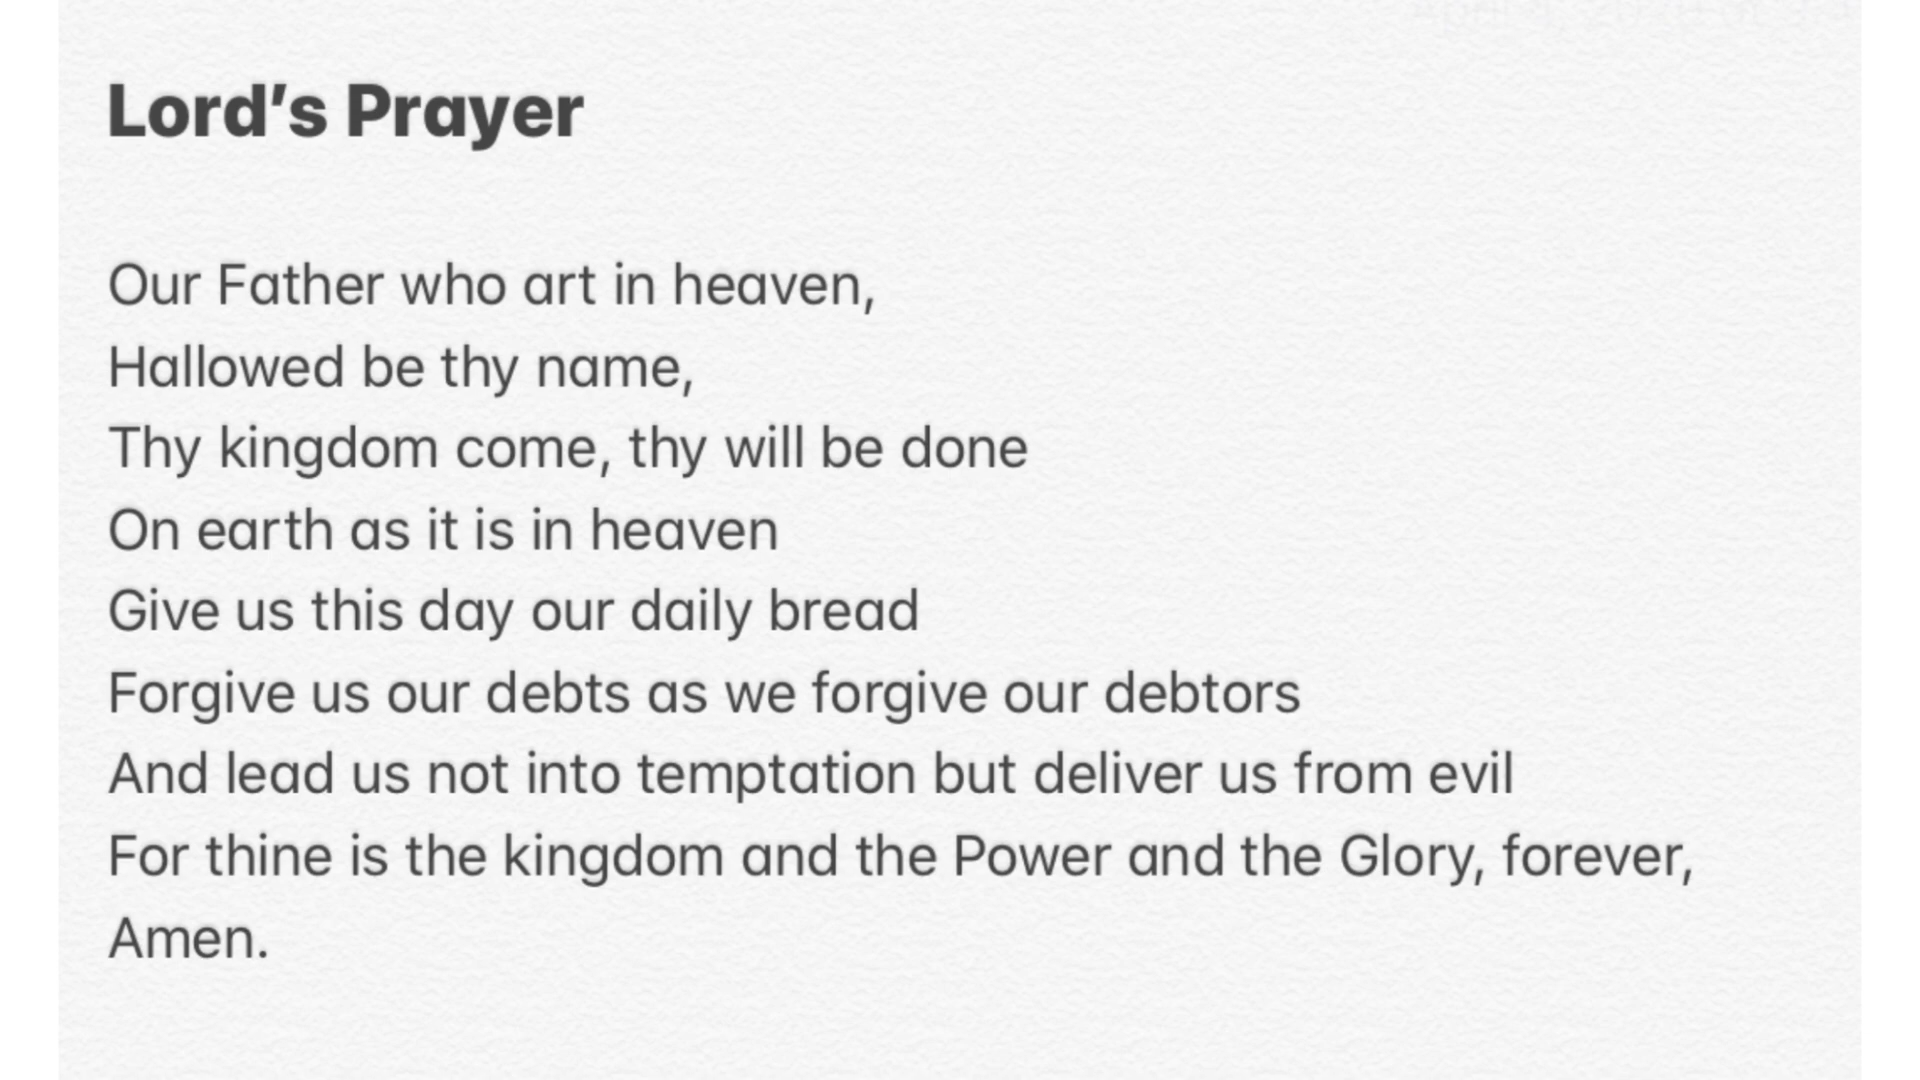 Lord's Prayer
Our Father who art in heaven,
Hallowed be thy name,
Thy kingdom come, thy will be done
On earth as it is in heaven
Give us this day our daily bread
Forgive us our debts as we forgive our debtors
And lead us not into temptation but deliver us from evil
For thine is the kingdom and the Power and the Glory, forever,
Amen.